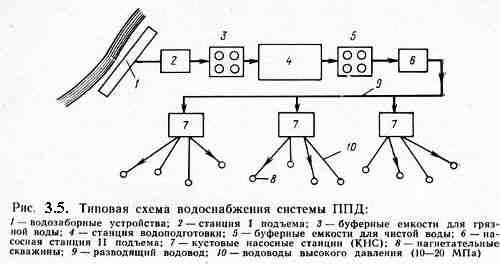 3
5
1
2
4
6
9
7
7
7
10
8
Рис. 3.5. Типовая схема водоснабжения системы ППД:
1 — водозаборные устройства; 2 — станция 1 подъема; 3 — буферные емкости для гряз-
ной воды; 4 — станция водоподготовки; 5 — буферные емкости для чистой воды; 6 — на-
сосная станция II подъема; 7 — кустовые насосные станции (КНС); 8 — нагнетательные
скважины; 9 — разводящий водовод; 10 — водоводы высокого давления (10—20 МПа)